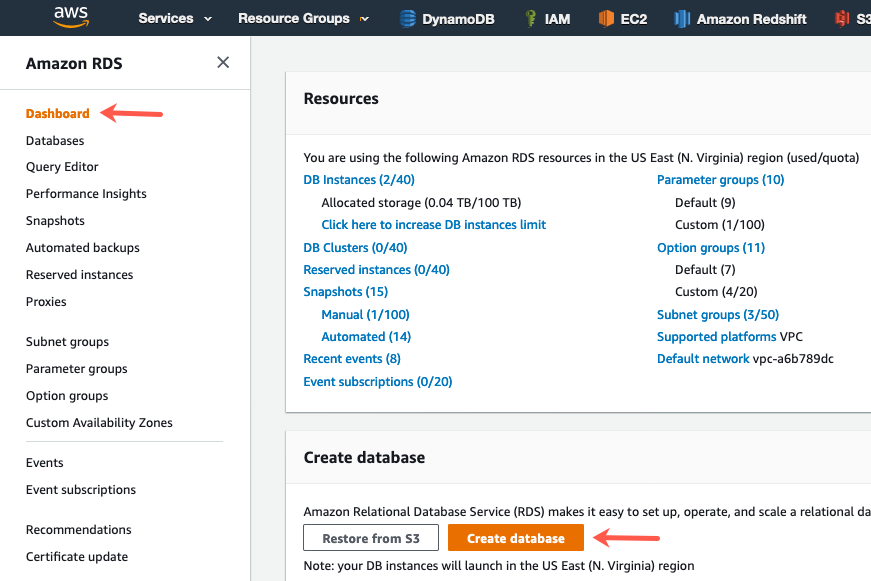 aws
Services Resource Groups DynamoDB IAM EC2 Amazon Redshift S3
Amazon RDS
Dashboard
Databases
Query Editor
Performance Insights
Snapshots
Automated backups
Reserved instances
Proxies
Subnet groups
Parameter groups
Option groups
Custom Availability Zones
Events
Event subscriptions
Recommendations
Certificate update
Resources
You are using the following Amazon RDS resources in the US East (N. Virginia) region (used/quota)
DB Instances (2/40)
Allocated storage (0.04 TB/100 TB)
Click here to increase DB instances limit
DB Clusters (0/40)
Reserved instances (0/40)
Snapshots (15)
Manual (1/100)
Automated (14)
Recent events (8)
Event subscriptions (0/20)
Parameter groups (10)
Default (9)
Custom (1/100)
Option groups (11)
Default (7)
Custom (4/20)
Subnet groups (3/50)
Supported platforms VPC
Default network vpc-a6b789dc
Create database
Amazon Relational Database Service (RDS) makes it easy to set up, operate, and scale a relational da
Restore from S3
Create database
Note: your DB instances will launch in the US East (N. Virginia) region